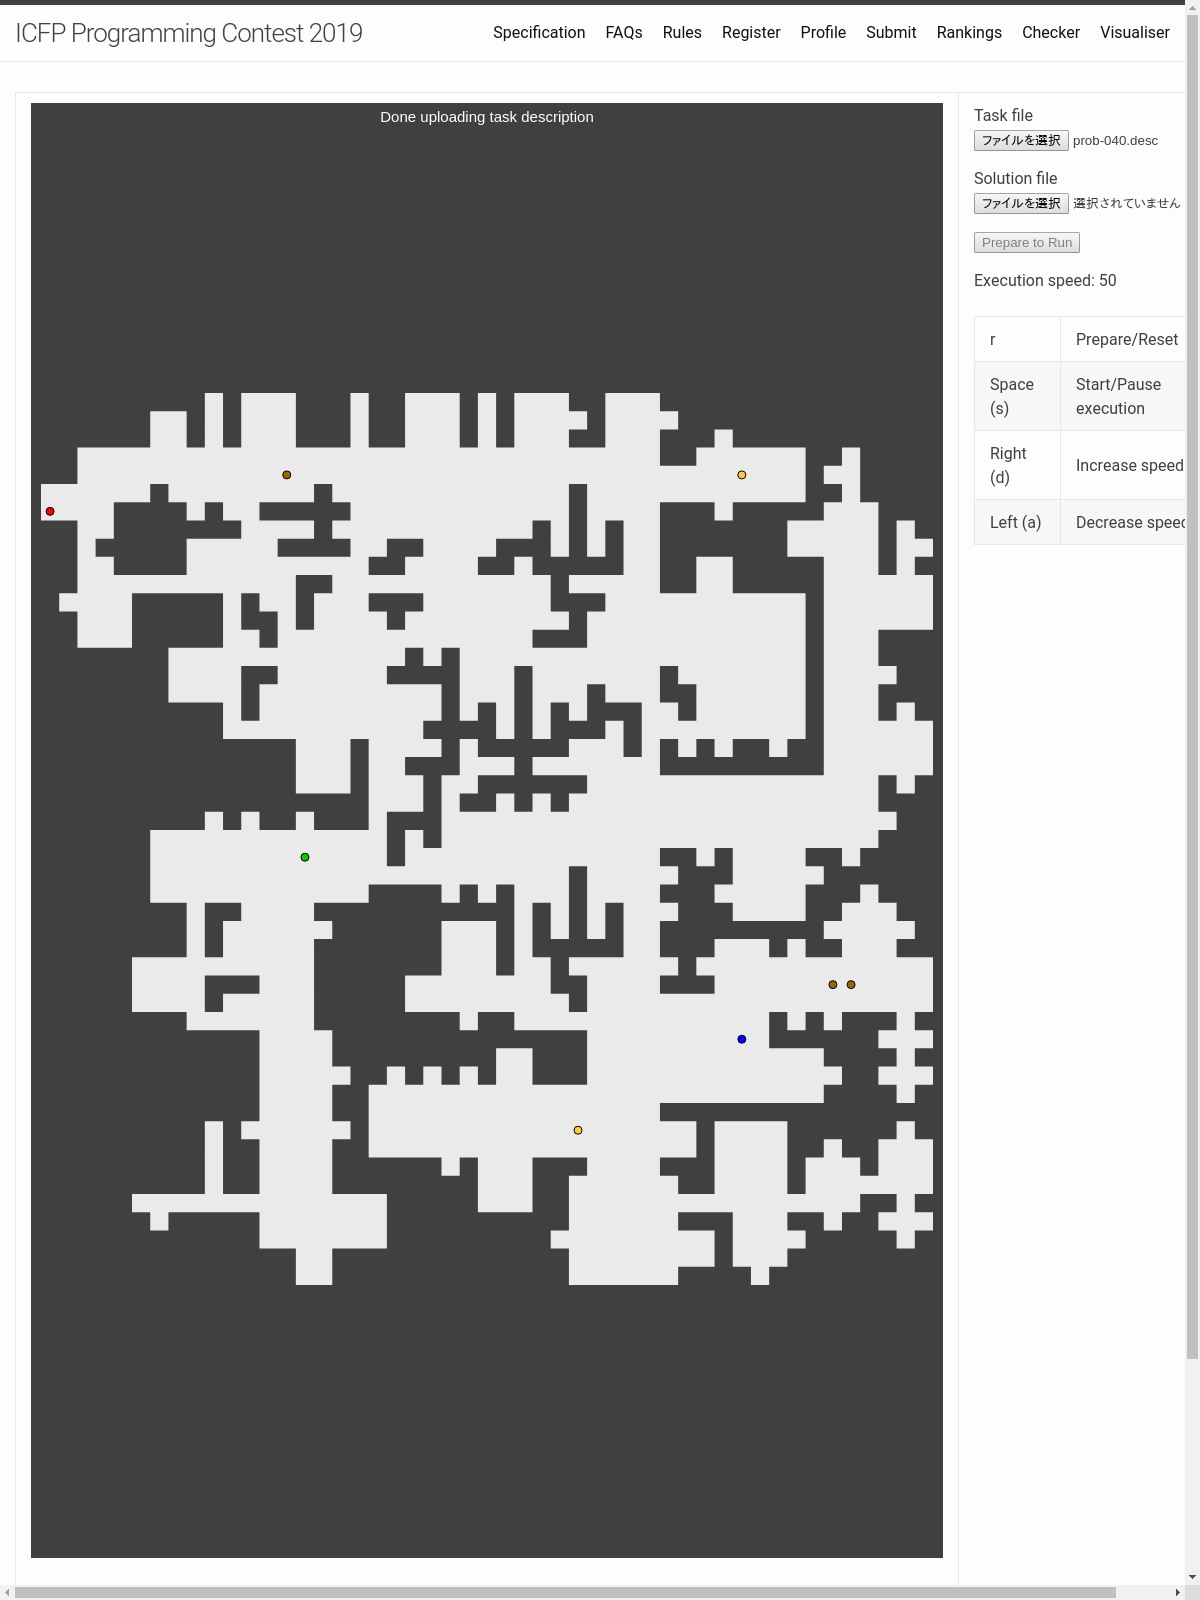 ICFP Programming Contest 2019
Specification FAQs Rules Register Profile Submit Rankings Checker Visualiser
Done uploading task description
Task file
ファイルを選択 prob-040.desc
Solution file
ファイルを選択 選択されていません
Prepare to Run
Execution speed: 50
r Prepare/Reset
Space (s) Start/Pause execution
Right (d) Increase speed
Left (a) Decrease speed